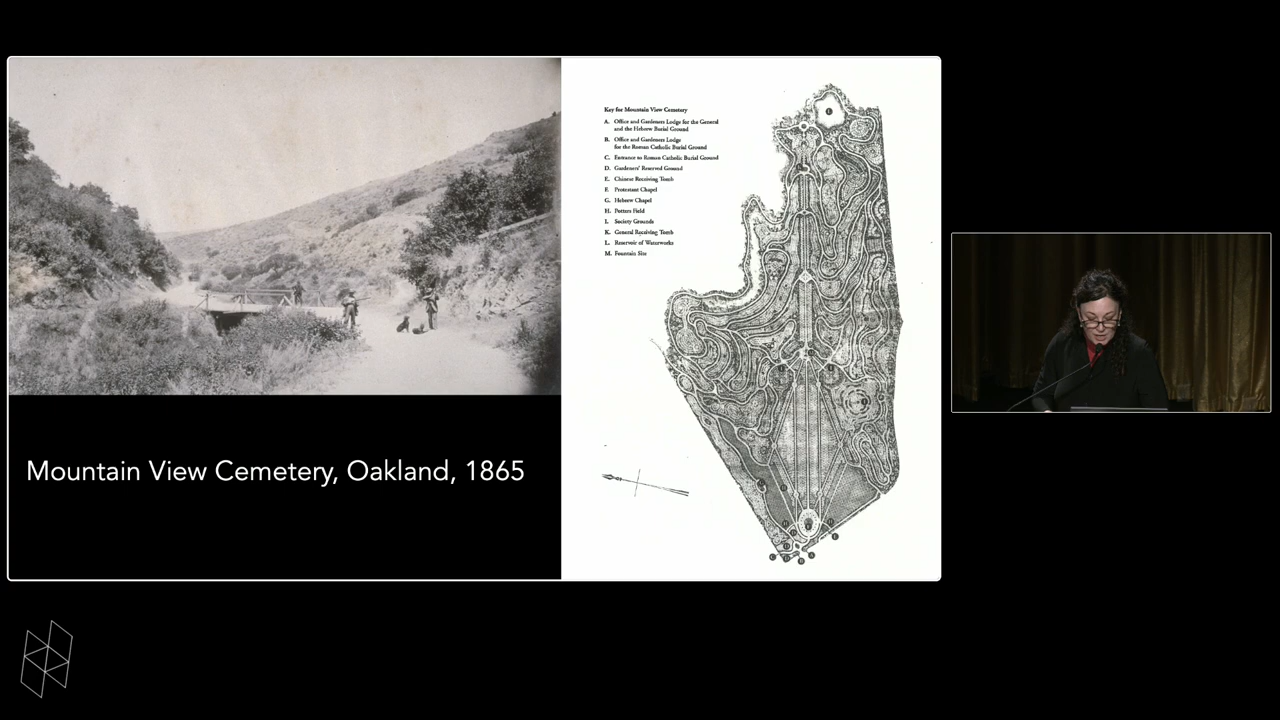 Key for Mountain View Cemetery
A. Office and Gardeners Lodge for the General
and the Hebrew Burial Ground
B. Office and Gardeners Lodge
for the Roman Catholic Burial Ground
C. Entrance to Roman Catholic Burial Ground
D. Gardeners' Reserved Ground
E. Chinese Receiving Tomb
F. Protestant Chapel
G. Hebrew Chapel
H. Potters Field
I. Society Grounds
K. General Receiving Tomb
L. Reservoir of Waterworks
M. Fountain Site
Mountain View Cemetery, Oakland, 1865